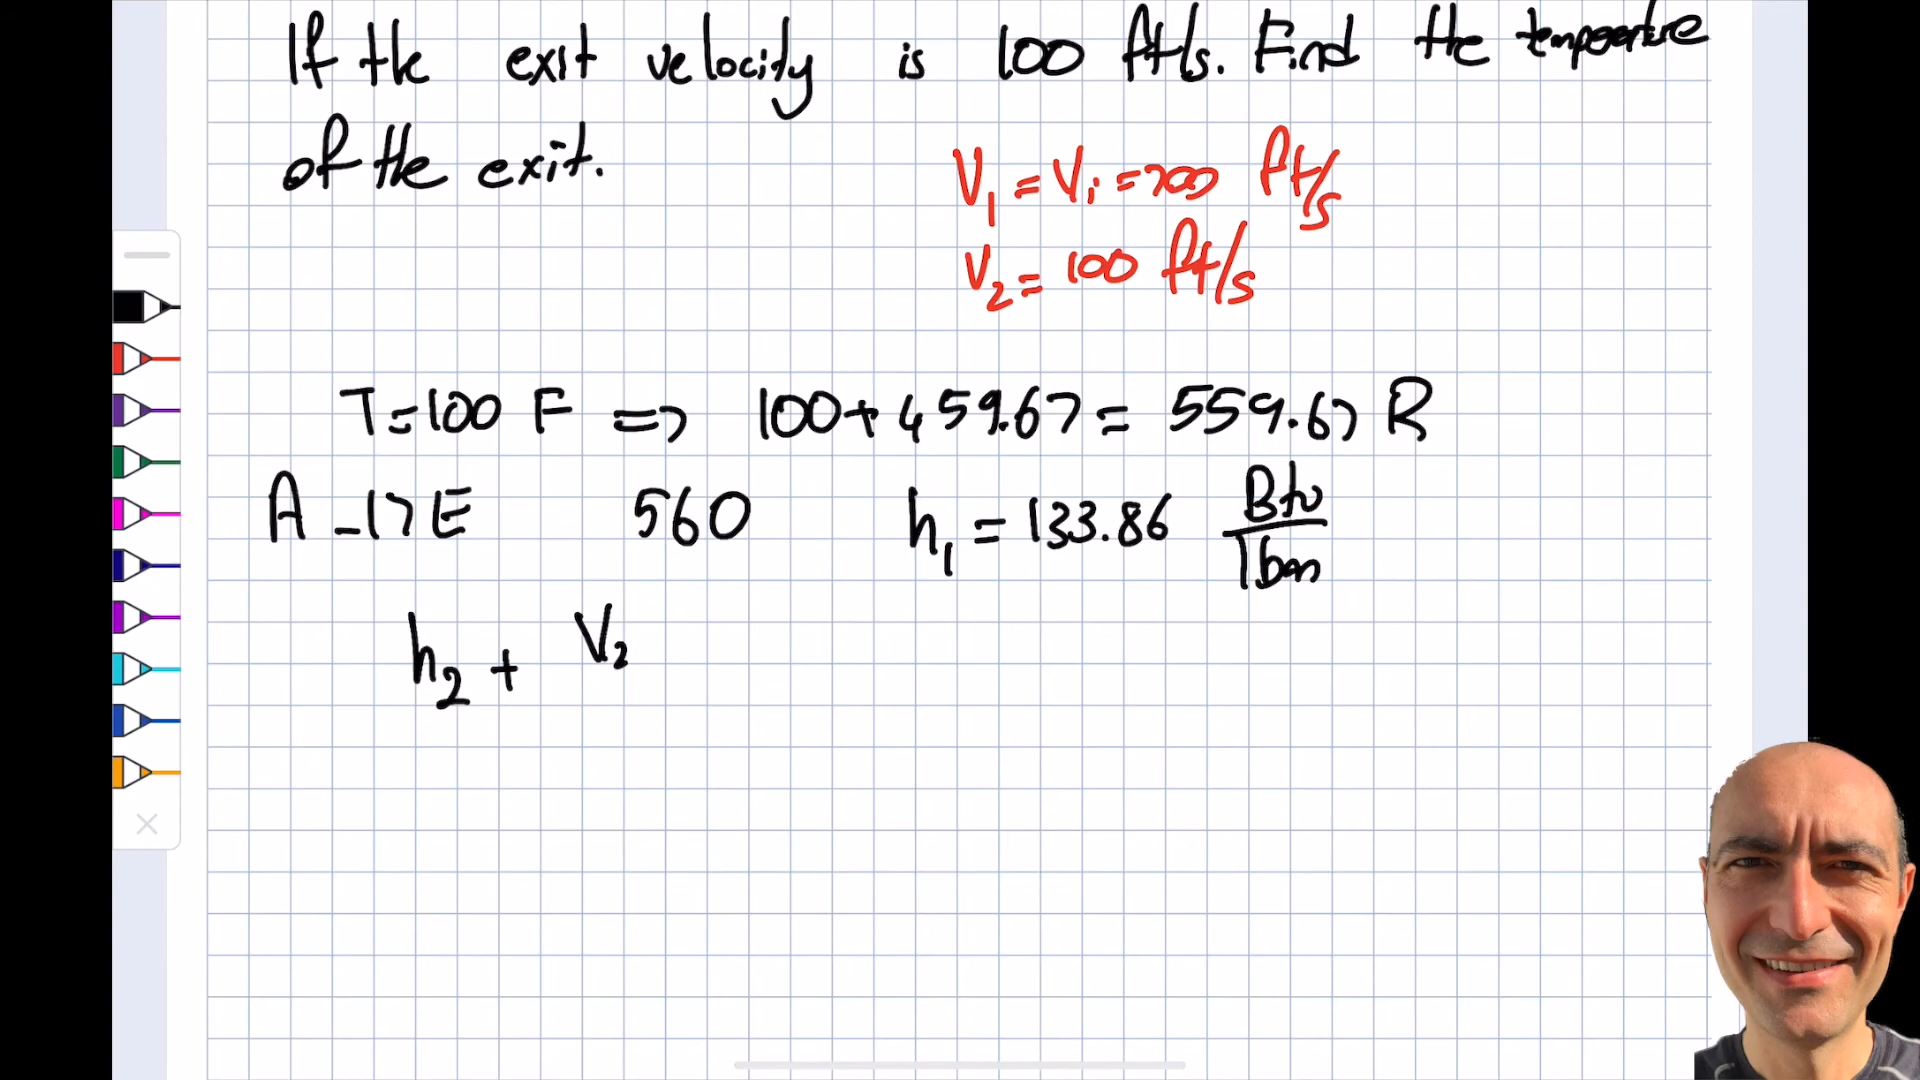 If the exit velocity is 100 ft/s. Find the temperature
of the exit.
V₁ = Vᵢ = 700 ft/s
V₂ = 100 ft/s
T = 100 F => 100 + 459.67 = 559.67 R
A-17E 560 h₁ = 133.86 Btu/lbm
h₂ + V₂